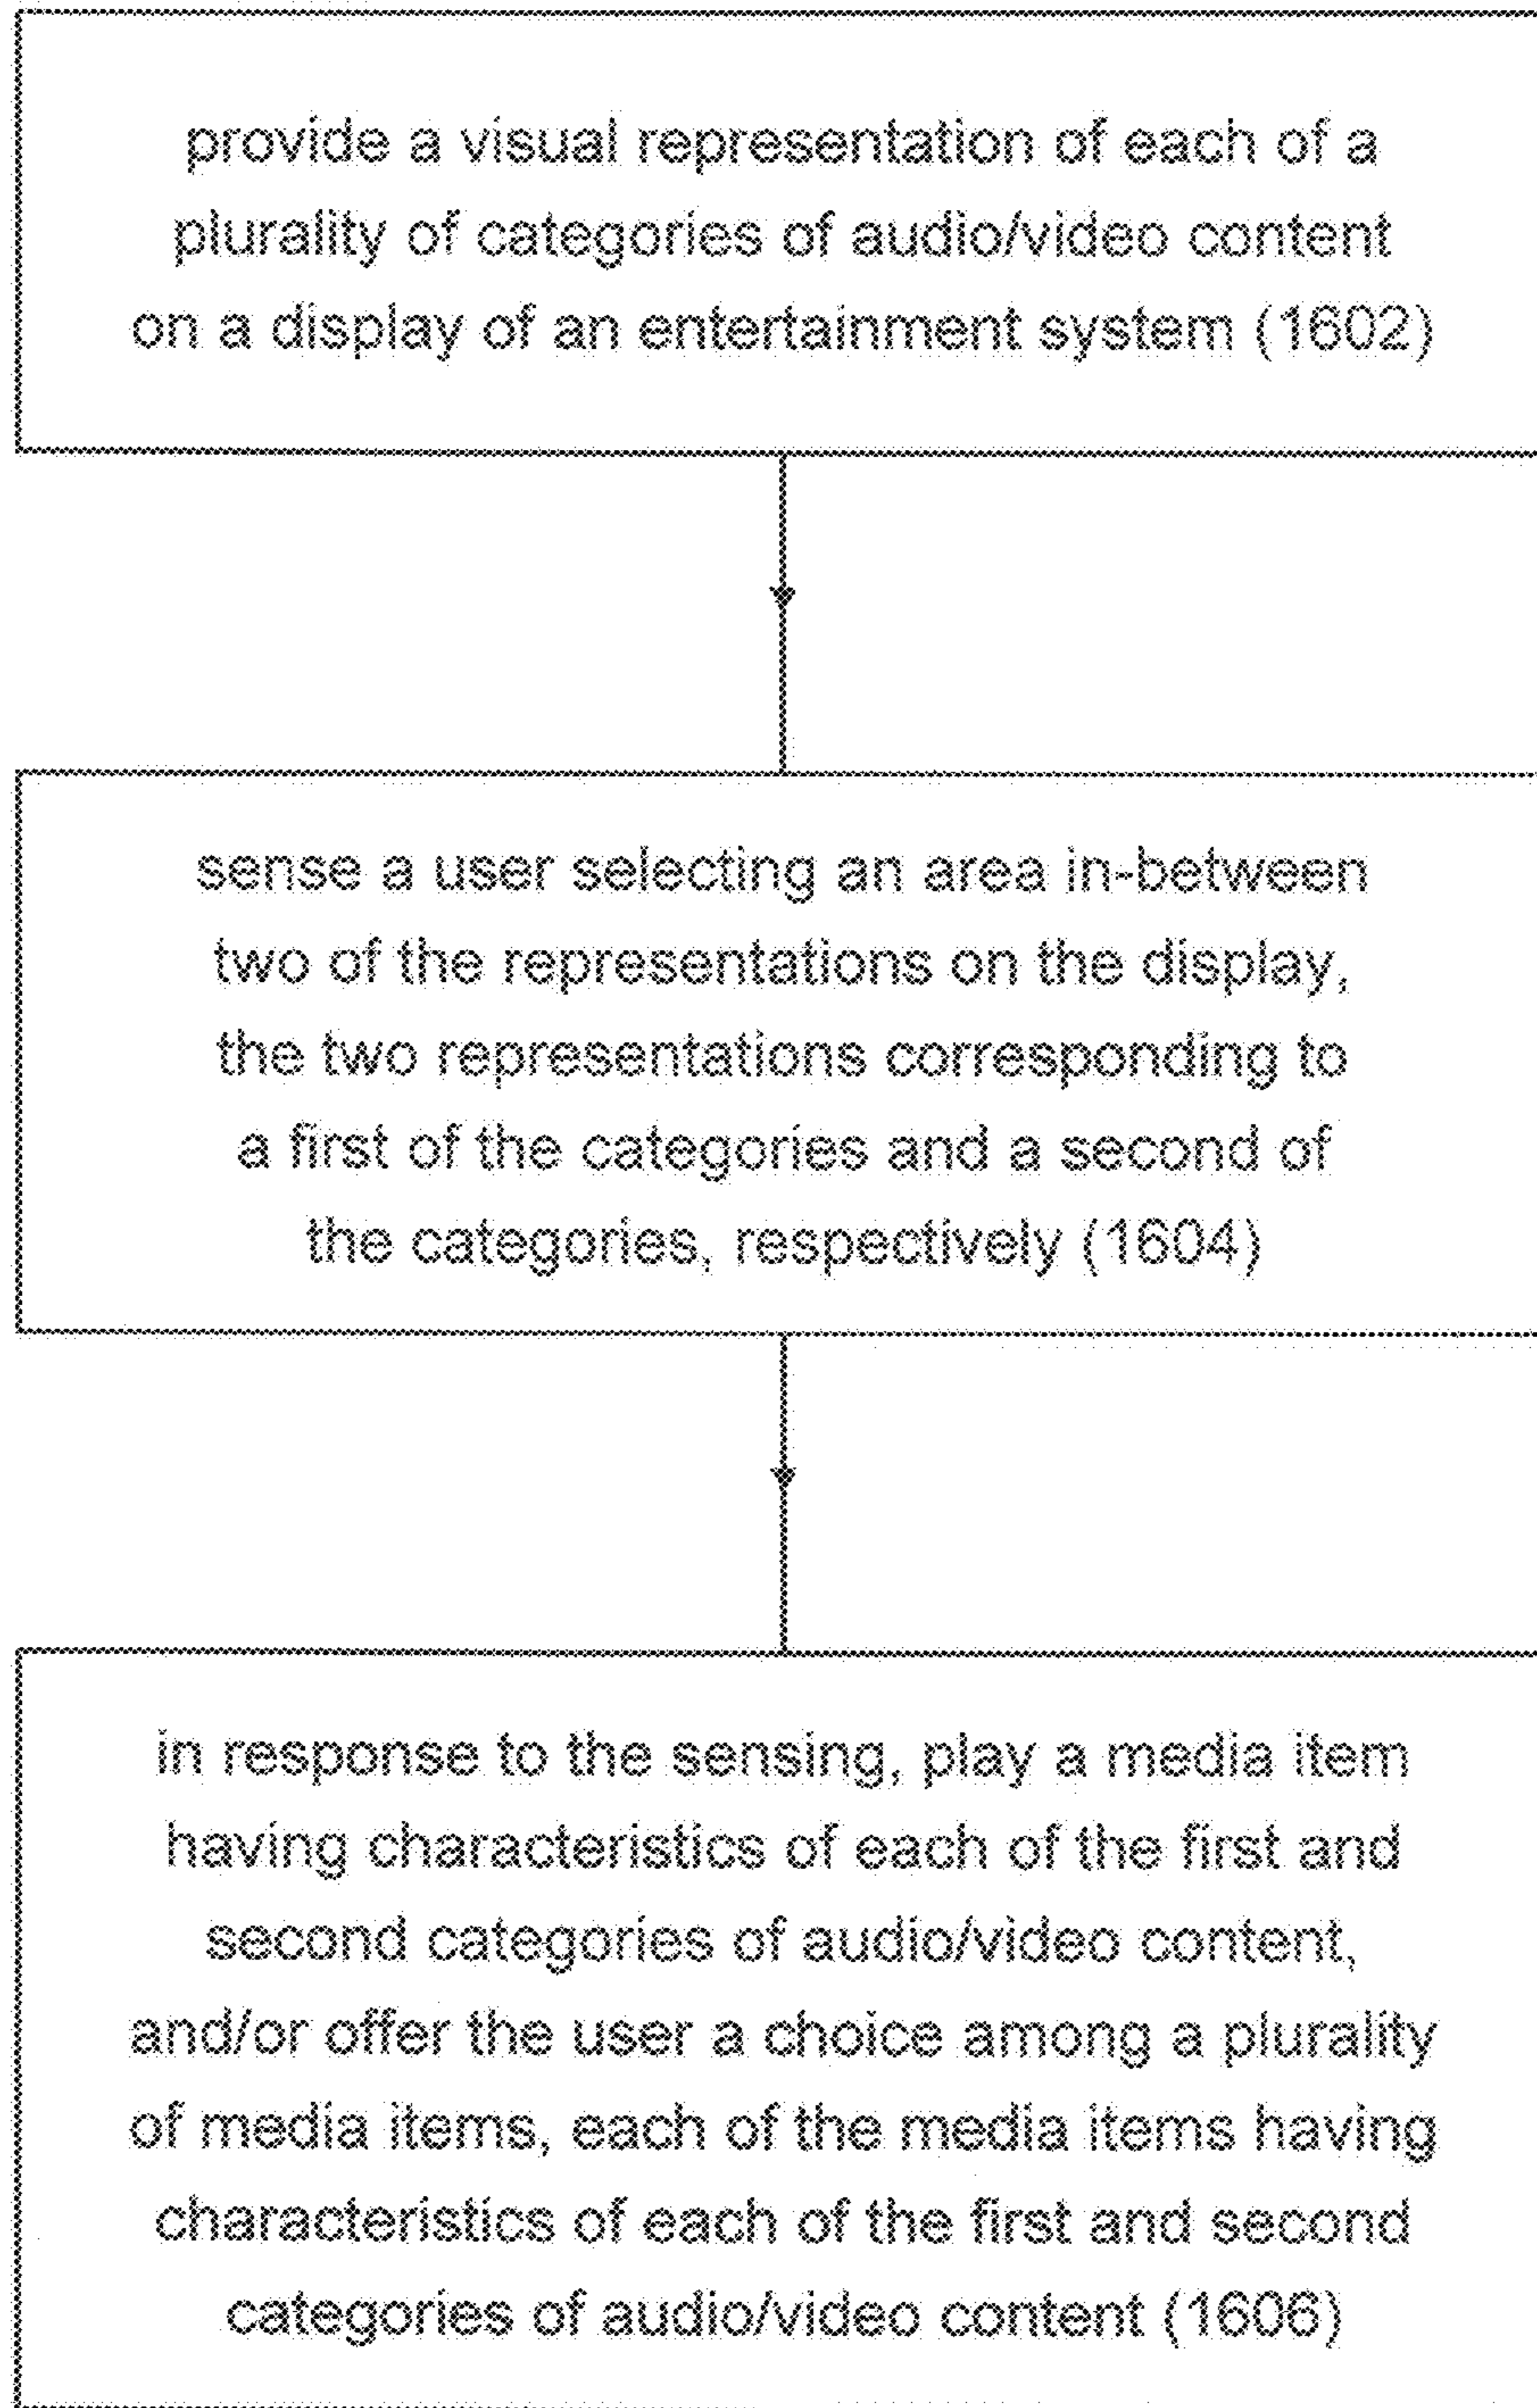 provide a visual representation of each of a
plurality of categories of audio/video content
on a display of an entertainment system (1602)
sense a user selecting an area in-between
two of the representations on the display,
the two representations corresponding to
a first of the categories and a second of
the categories, respectively (1604)
in response to the sensing, play a media item
having characteristics of each of the first and
second categories of audio/video content,
and/or offer the user a choice among a plurality
of media items, each of the media items having
characteristics of each of the first and second
categories of audio/video content (1606)